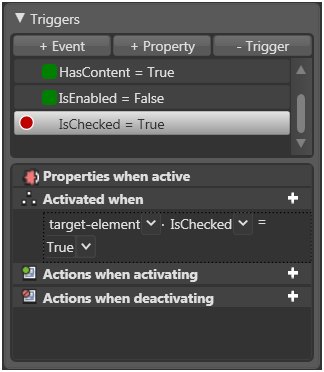 Triggers
+ Event + Property - Trigger
HasContent = True
IsEnabled = False
IsChecked = True
Properties when active
Activated when +
target-element . IsChecked =
True
Actions when activating +
Actions when deactivating +